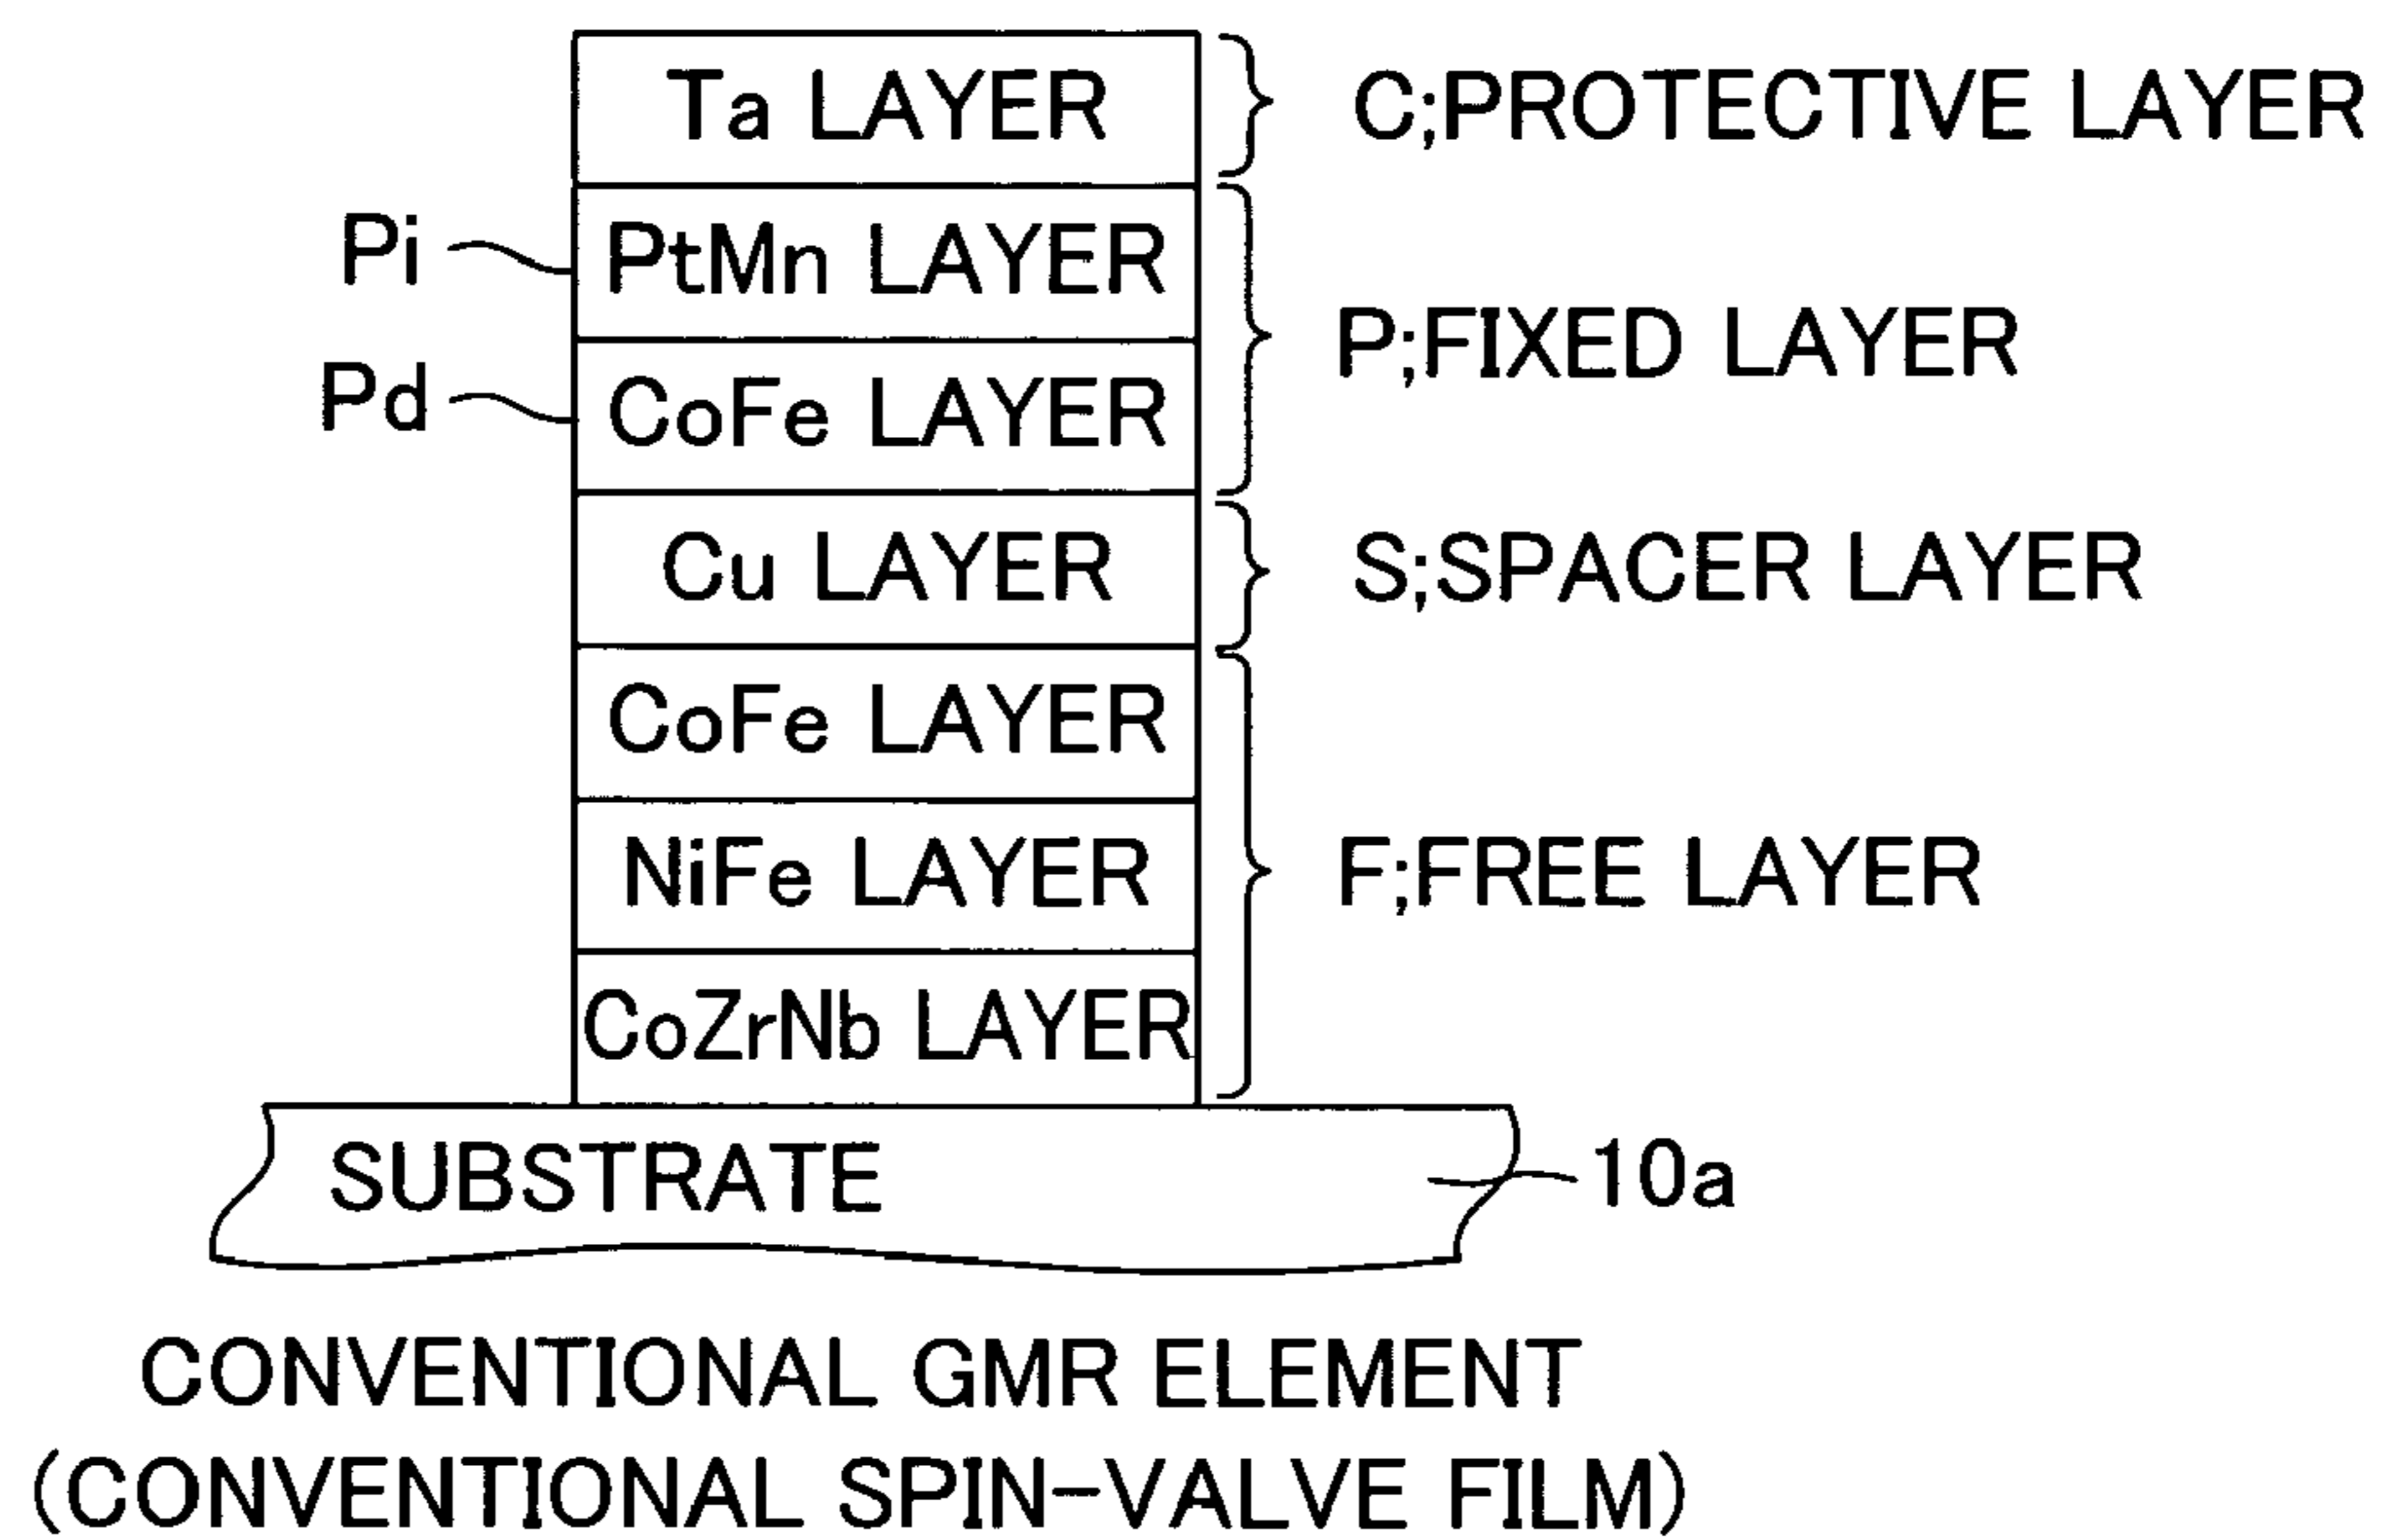 Ta LAYER C;PROTECTIVE LAYER
Pi PtMn LAYER
P;FIXED LAYER
Pd CoFe LAYER
Cu LAYER S;SPACER LAYER
CoFe LAYER
NiFe LAYER F;FREE LAYER
CoZrNb LAYER
SUBSTRATE 10a
CONVENTIONAL GMR ELEMENT
(CONVENTIONAL SPIN-VALVE FILM)